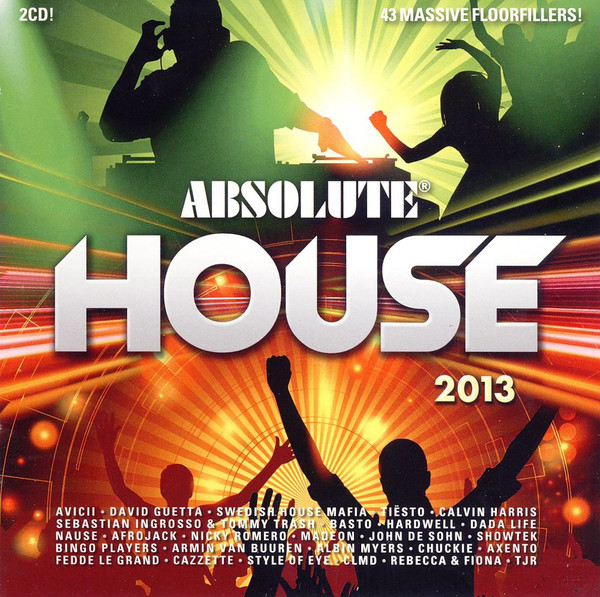 2CD!
43 MASSIVE FLOORFILLERS!
ABSOLUTE®
HOUSE
2013
AVICII • DAVID GUETTA • SWEDISH HOUSE MAFIA • TIËSTO • CALVIN HARRIS
SEBASTIAN INGROSSO & TOMMY TRASH • BASTO • HARDWELL • DADA LIFE
NAUSE • AFROJACK • NICKY ROMERO • MADEON • JOHN DE SOHN • SHOWTEK
BINGO PLAYERS • ARMIN VAN BUUREN • ALBIN MYERS • CHUCKIE • AXENTO
FEDDE LE GRAND • CAZZETTE • STYLE OF EYE • CLMD • REBECCA & FIONA • TJR